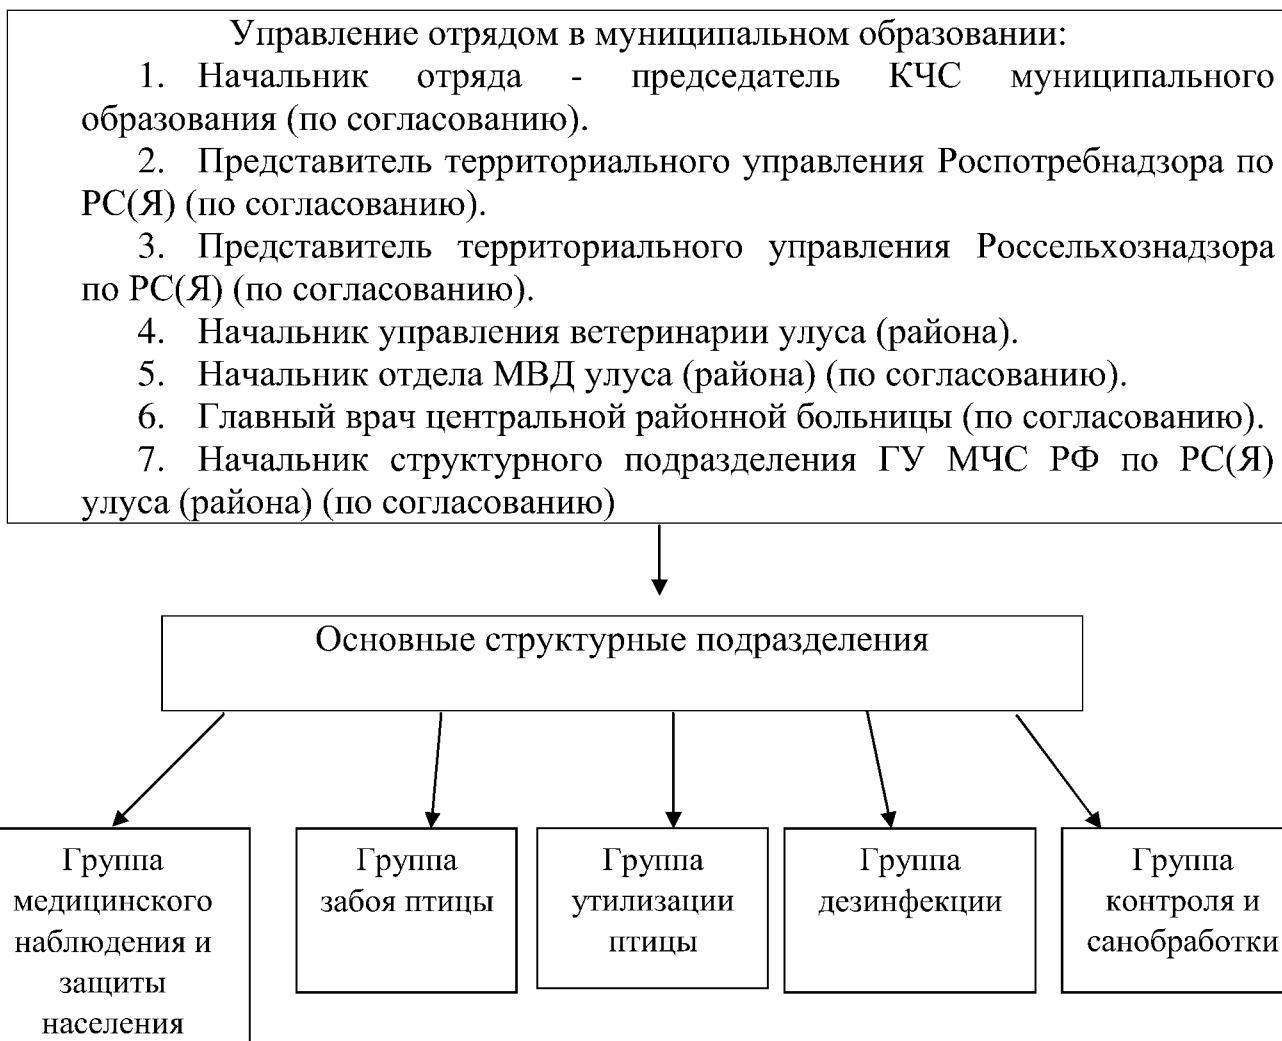 Управление отрядом в муниципальном образовании:
1. Начальник отряда - председатель КЧС муниципального
образования (по согласованию).
2. Представитель территориального управления Роспотребнадзора по
РС(Я) (по согласованию).
3. Представитель территориального управления Россельхознадзора
по РС(Я) (по согласованию).
4. Начальник управления ветеринарии улуса (района).
5. Начальник отдела МВД улуса (района) (по согласованию).
6. Главный врач центральной районной больницы (по согласованию).
7. Начальник структурного подразделения ГУ МЧС РФ по РС(Я)
улуса (района) (по согласованию)
Основные структурные подразделения
Группа
медицинского
наблюдения и
защиты
населения
Группа
забоя птицы
Группа
утилизации
птицы
Группа
дезинфекции
Группа
контроля и
санобработки